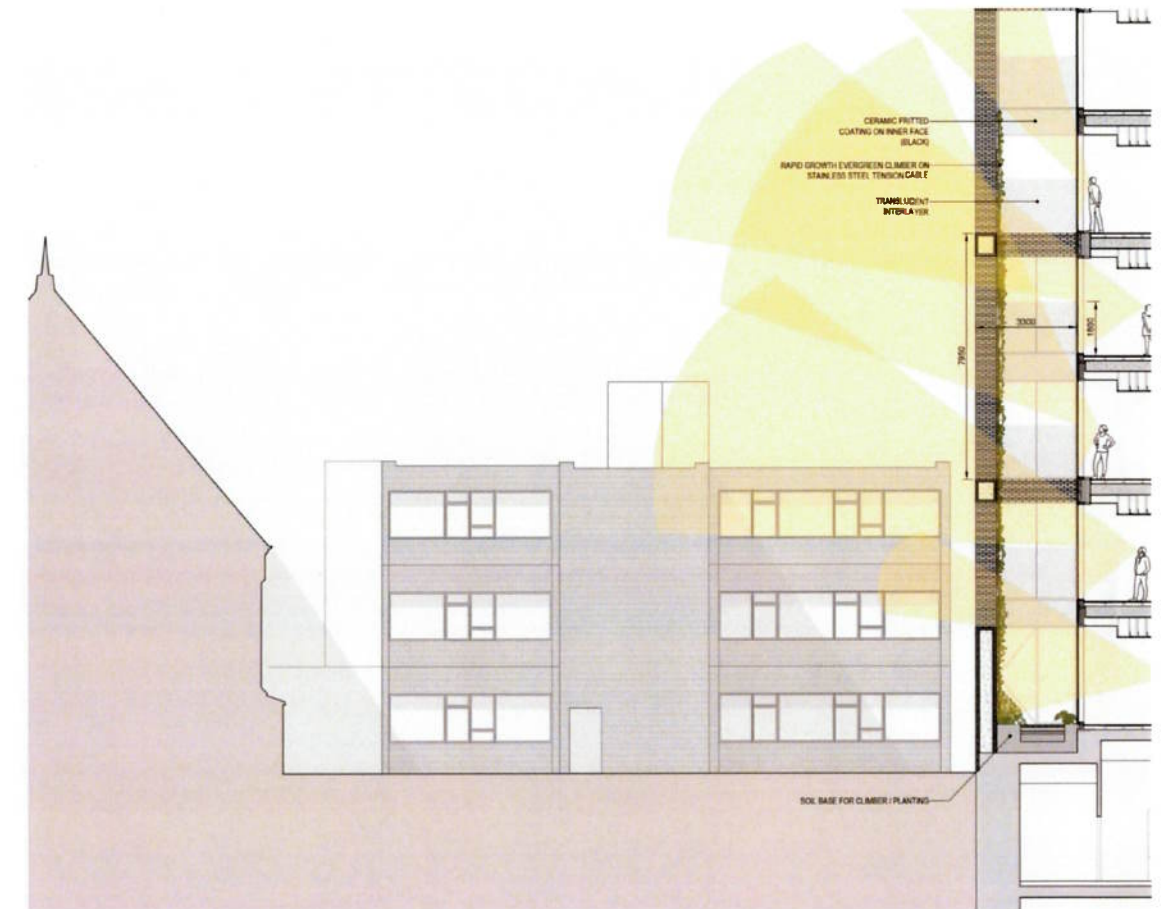 CERAMIC FRITTED
COATING ON INNER FACE
(BLACK)
RAPID GROWTH EVERGREEN CLIMBER ON
STAINLESS STEEL TENSION CABLE
TRANSLUCENT
INTERLAYER
7950
3300
1800
SOIL BASE FOR CLIMBER / PLANTING